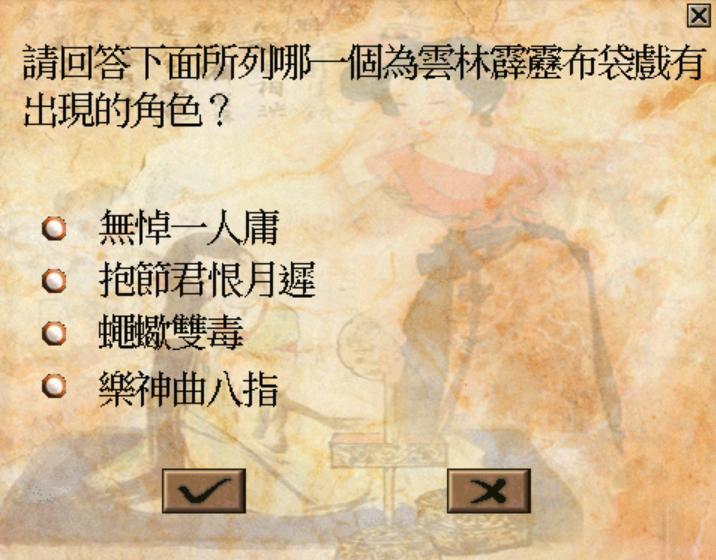 請回答下面所列哪一個為雲林霹靂布袋戲有
出現的角色？
無悼一人庸
抱節君恨月遲
蠅蠍雙毒
樂神曲八指